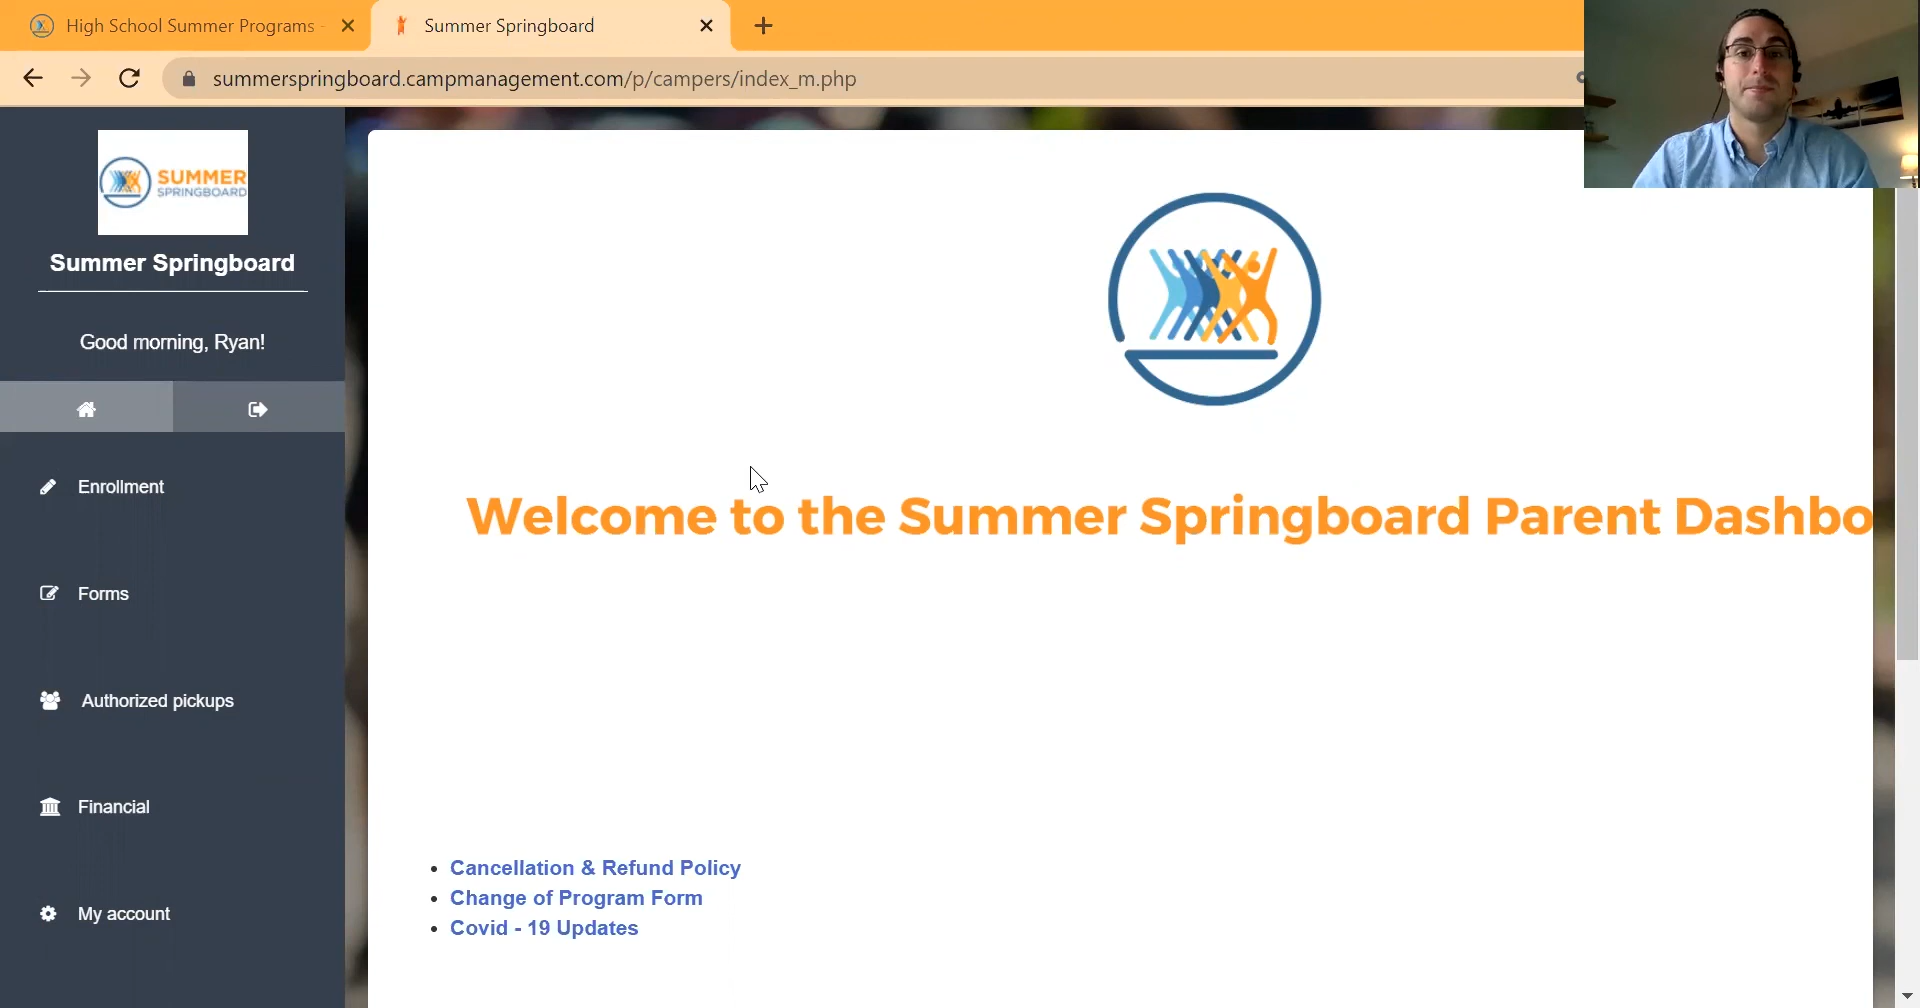 High School Summer Programs -
Summer Springboard
summerspringboard.campmanagement.com/p/campers/index_m.php
SUMMER
SPRINGBOARD
Summer Springboard
Good morning, Ryan!
Enrollment
Forms
Authorized pickups
Financial
My account
Welcome to the Summer Springboard Parent Dashbo
Cancellation & Refund Policy
Change of Program Form
Covid - 19 Updates